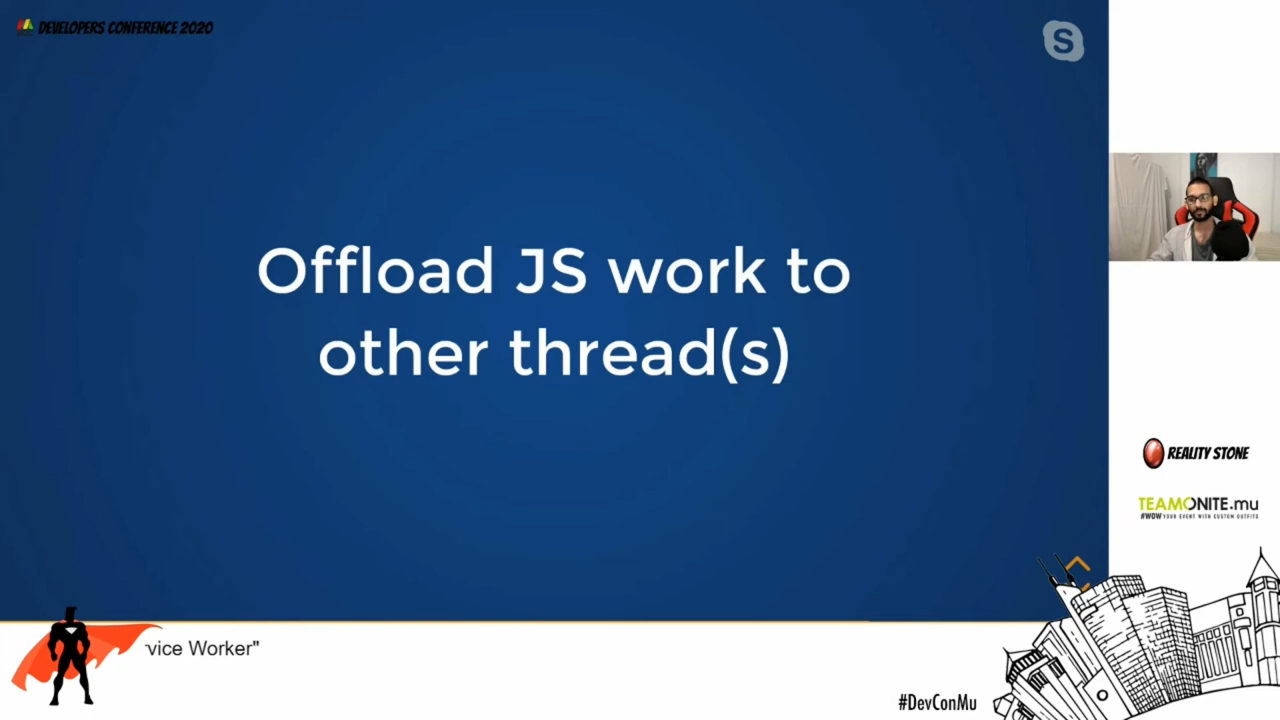 DEVELOPERS CONFERENCE 2020
S
Offload JS work to
other thread(s)
REALITY STONE
TEAMONITE.mu
#WOW YOUR EVENT WITH CUSTOM OUTFITS
vice Worker"
#DevConMu